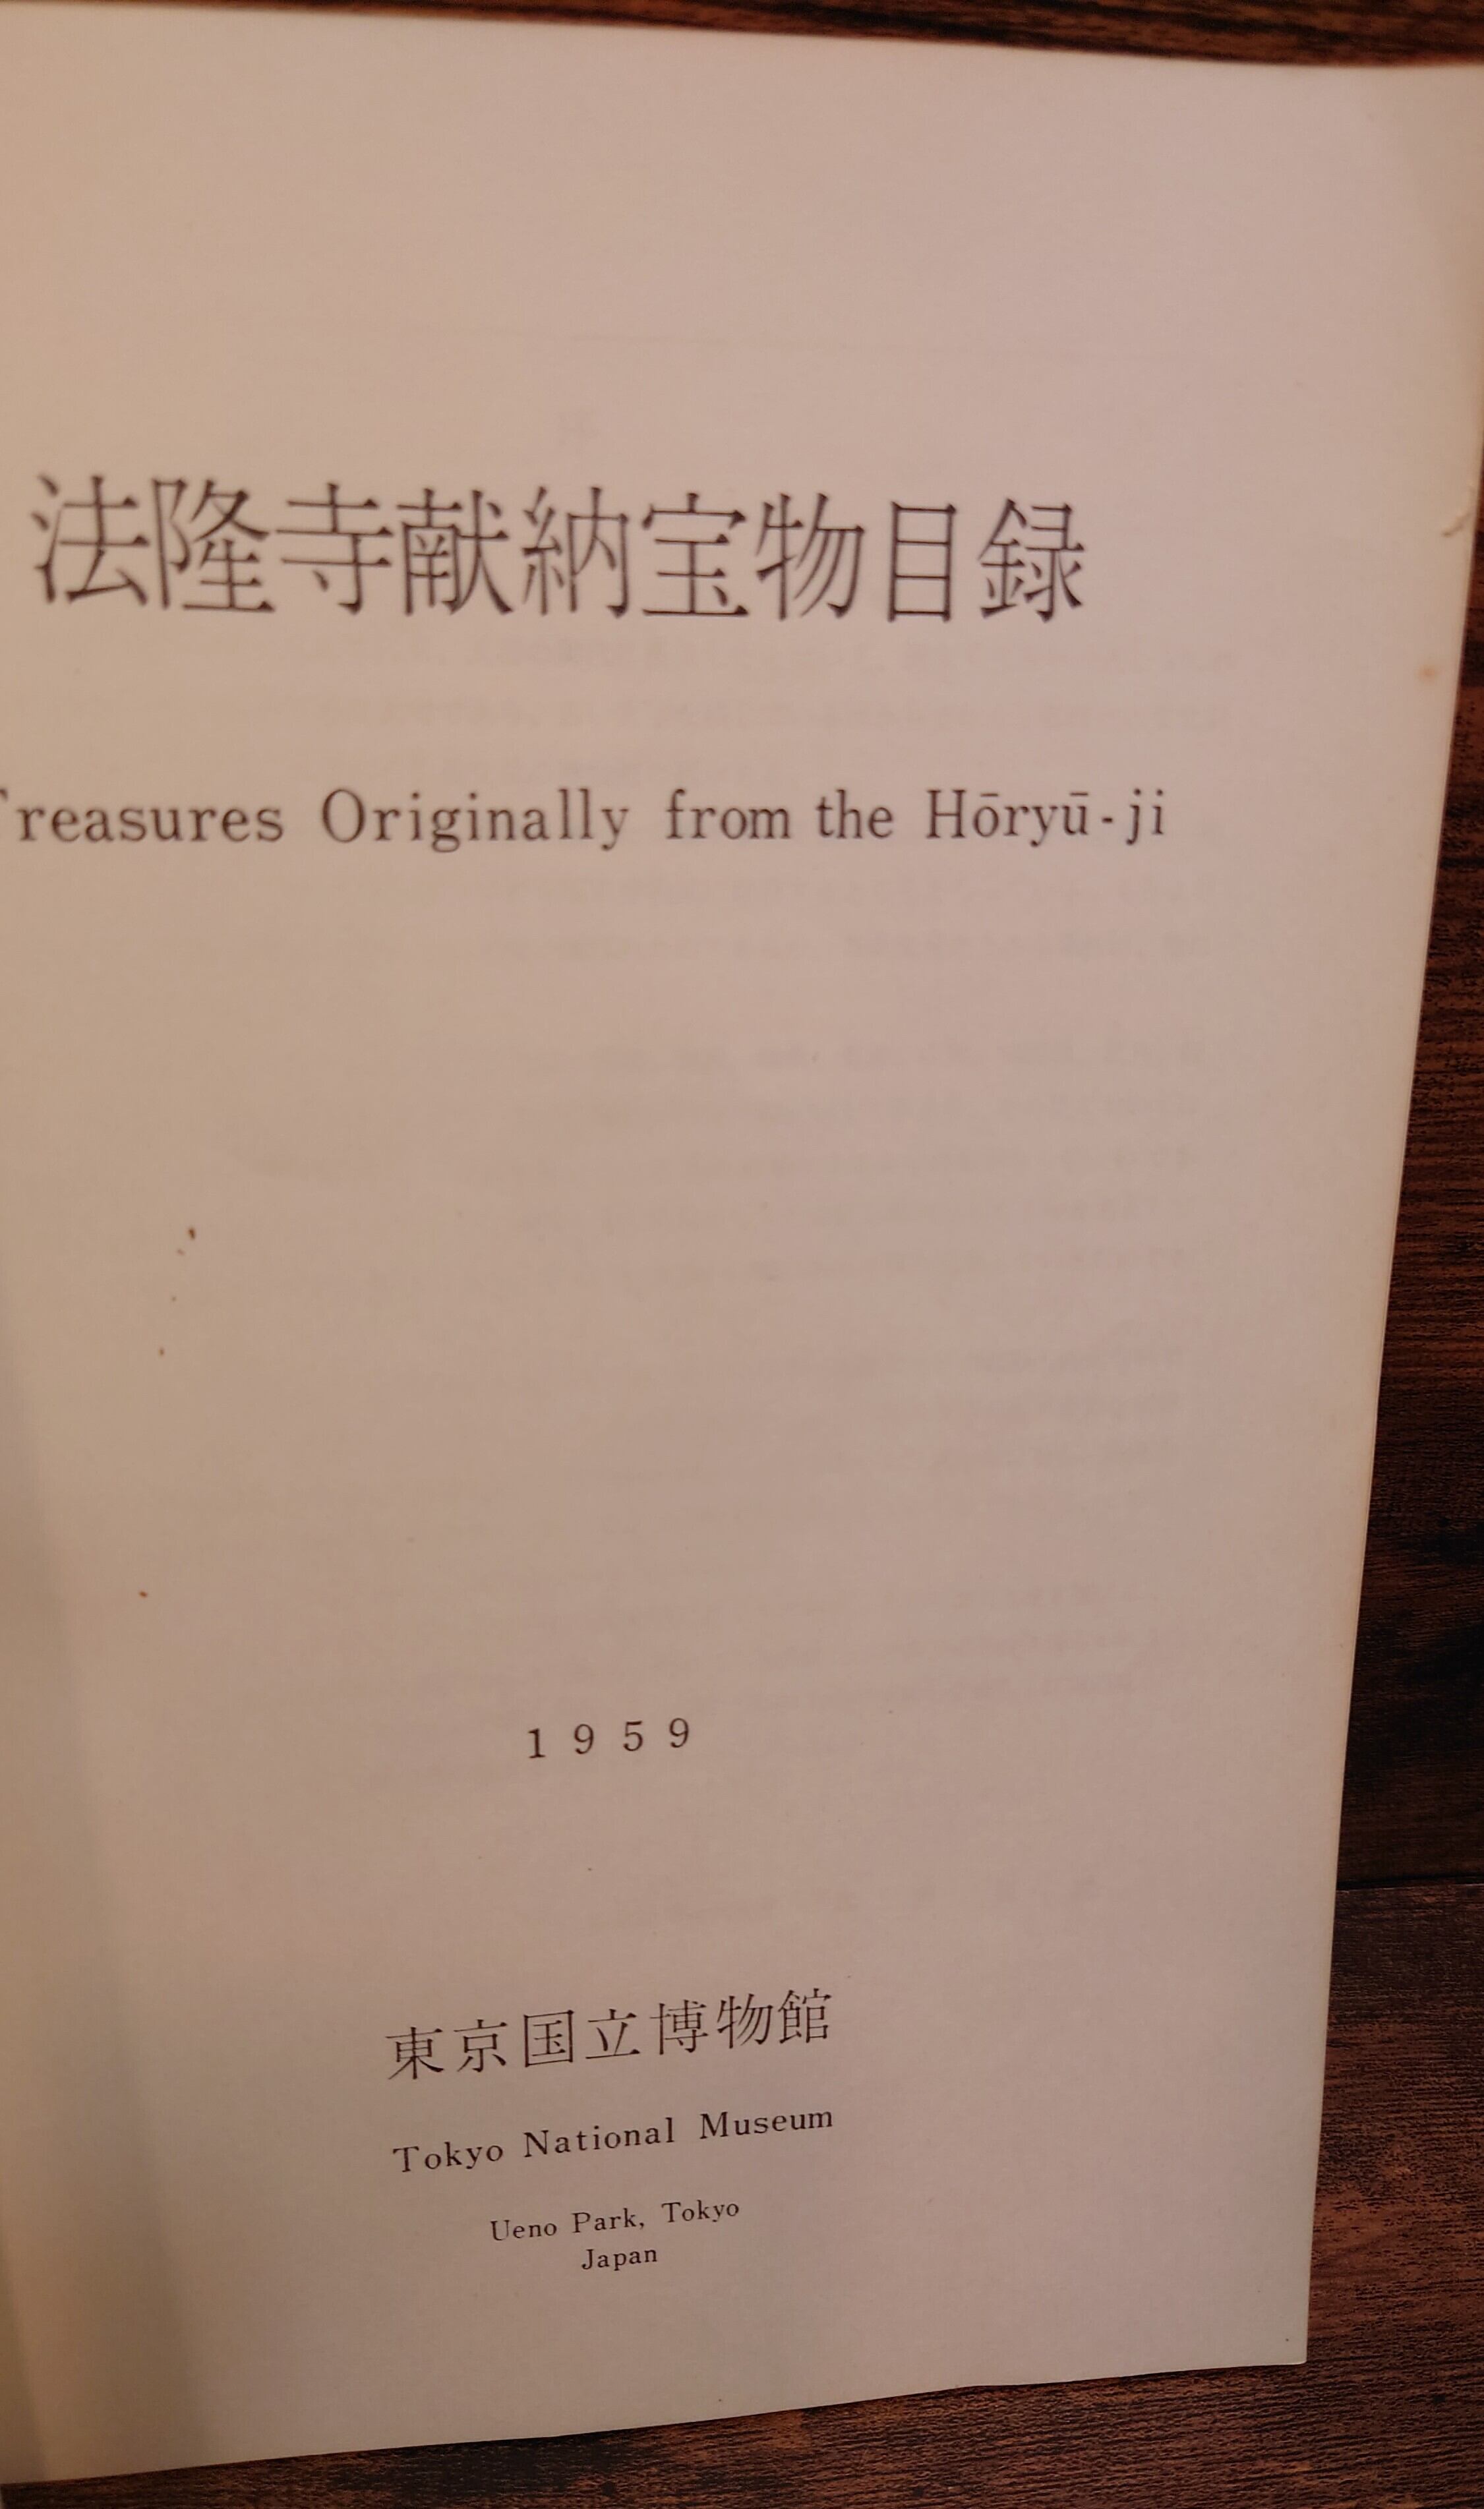 法隆寺献納宝物目録
Treasures Originally from the Hōryū-ji
1959
東京国立博物館
Tokyo National Museum
Ueno Park, Tokyo
Japan